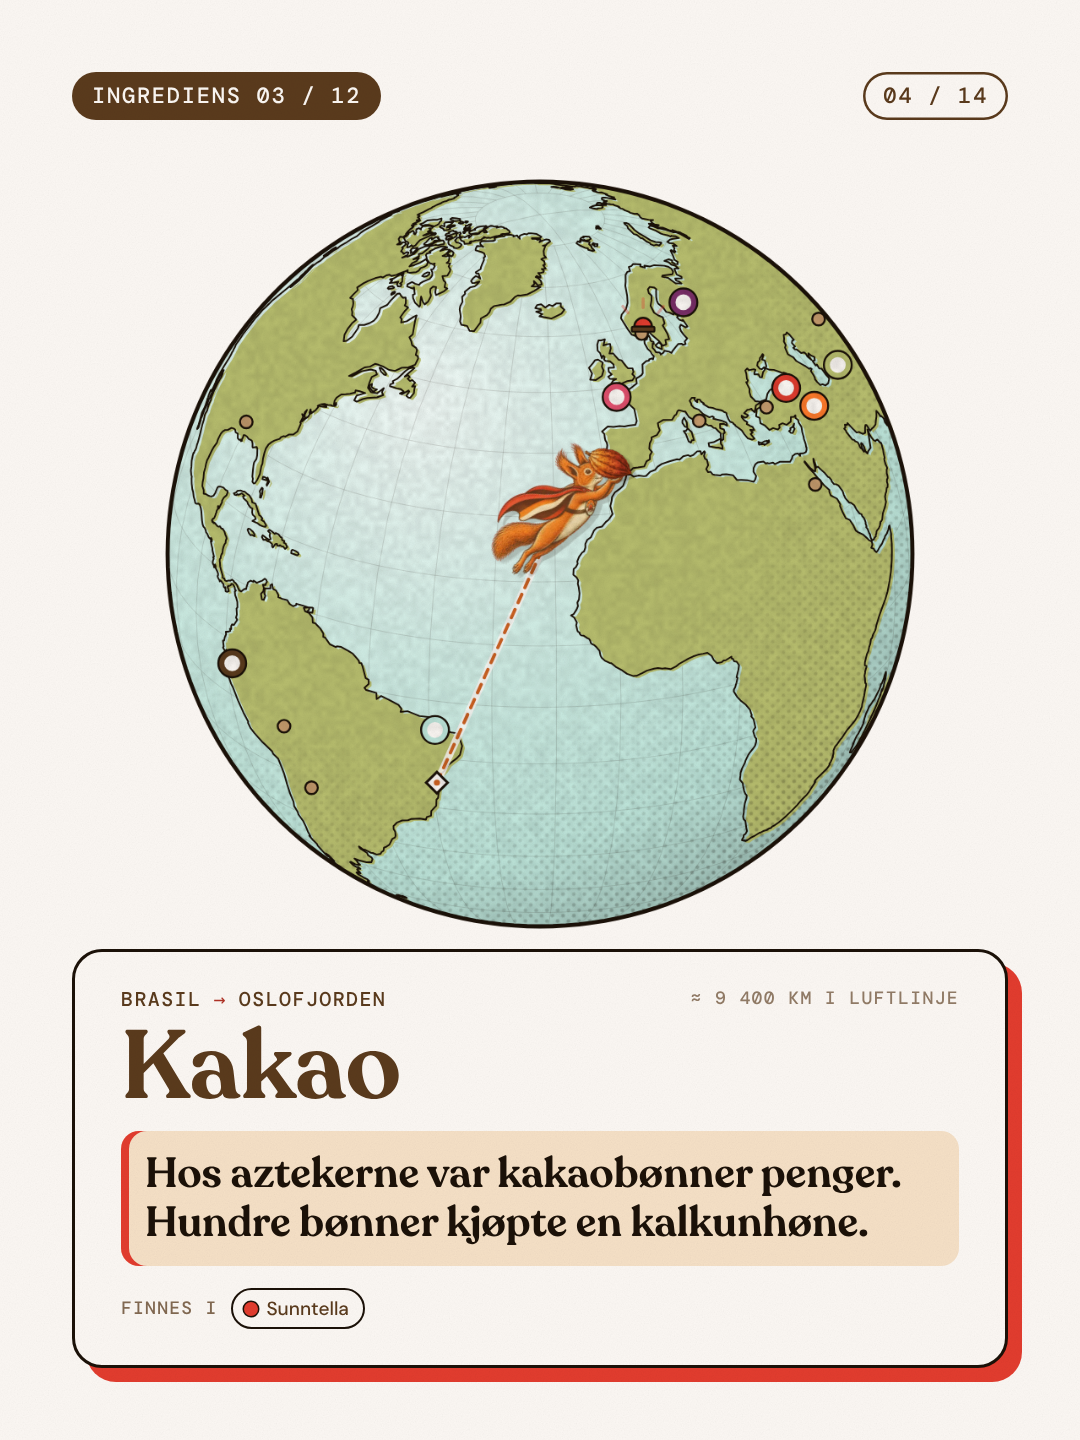 INGREDIENS 03 / 12
04 / 14
BRASIL → OSLOFJORDEN
≈ 9 400 KM I LUFTLINJE
Kakao
Hos aztekerne var kakaobønner penger.
Hundre bønner kjøpte en kalkunhøne.
FINNES I
Sunntella